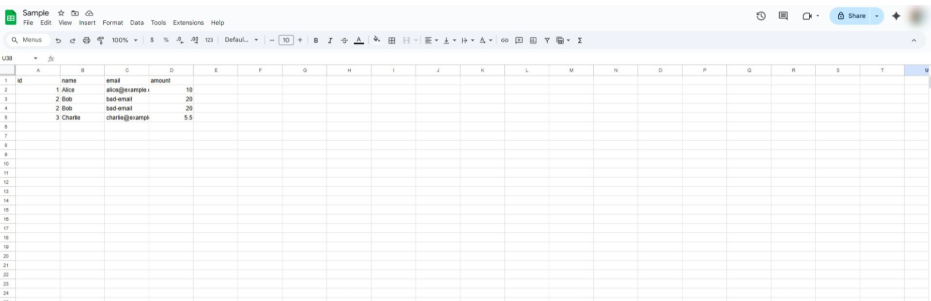 Sample
File Edit View Insert Format Data Tools Extensions Help
Share
Menus 100% $ % .0 .00 123 Defaul... - 10 + B I A
U38 fx
A B C D E F G H I J K L M N O P Q R S T U
1 id name email amount
2 1 Alice alice@example.c 10
3 2 Bob bad-email 20
4 2 Bob bad-email 20
5 3 Charlie charlie@exampl 5.5
6
7
8
9
10
11
12
13
14
15
16
17
18
19
20
21
22
23
24